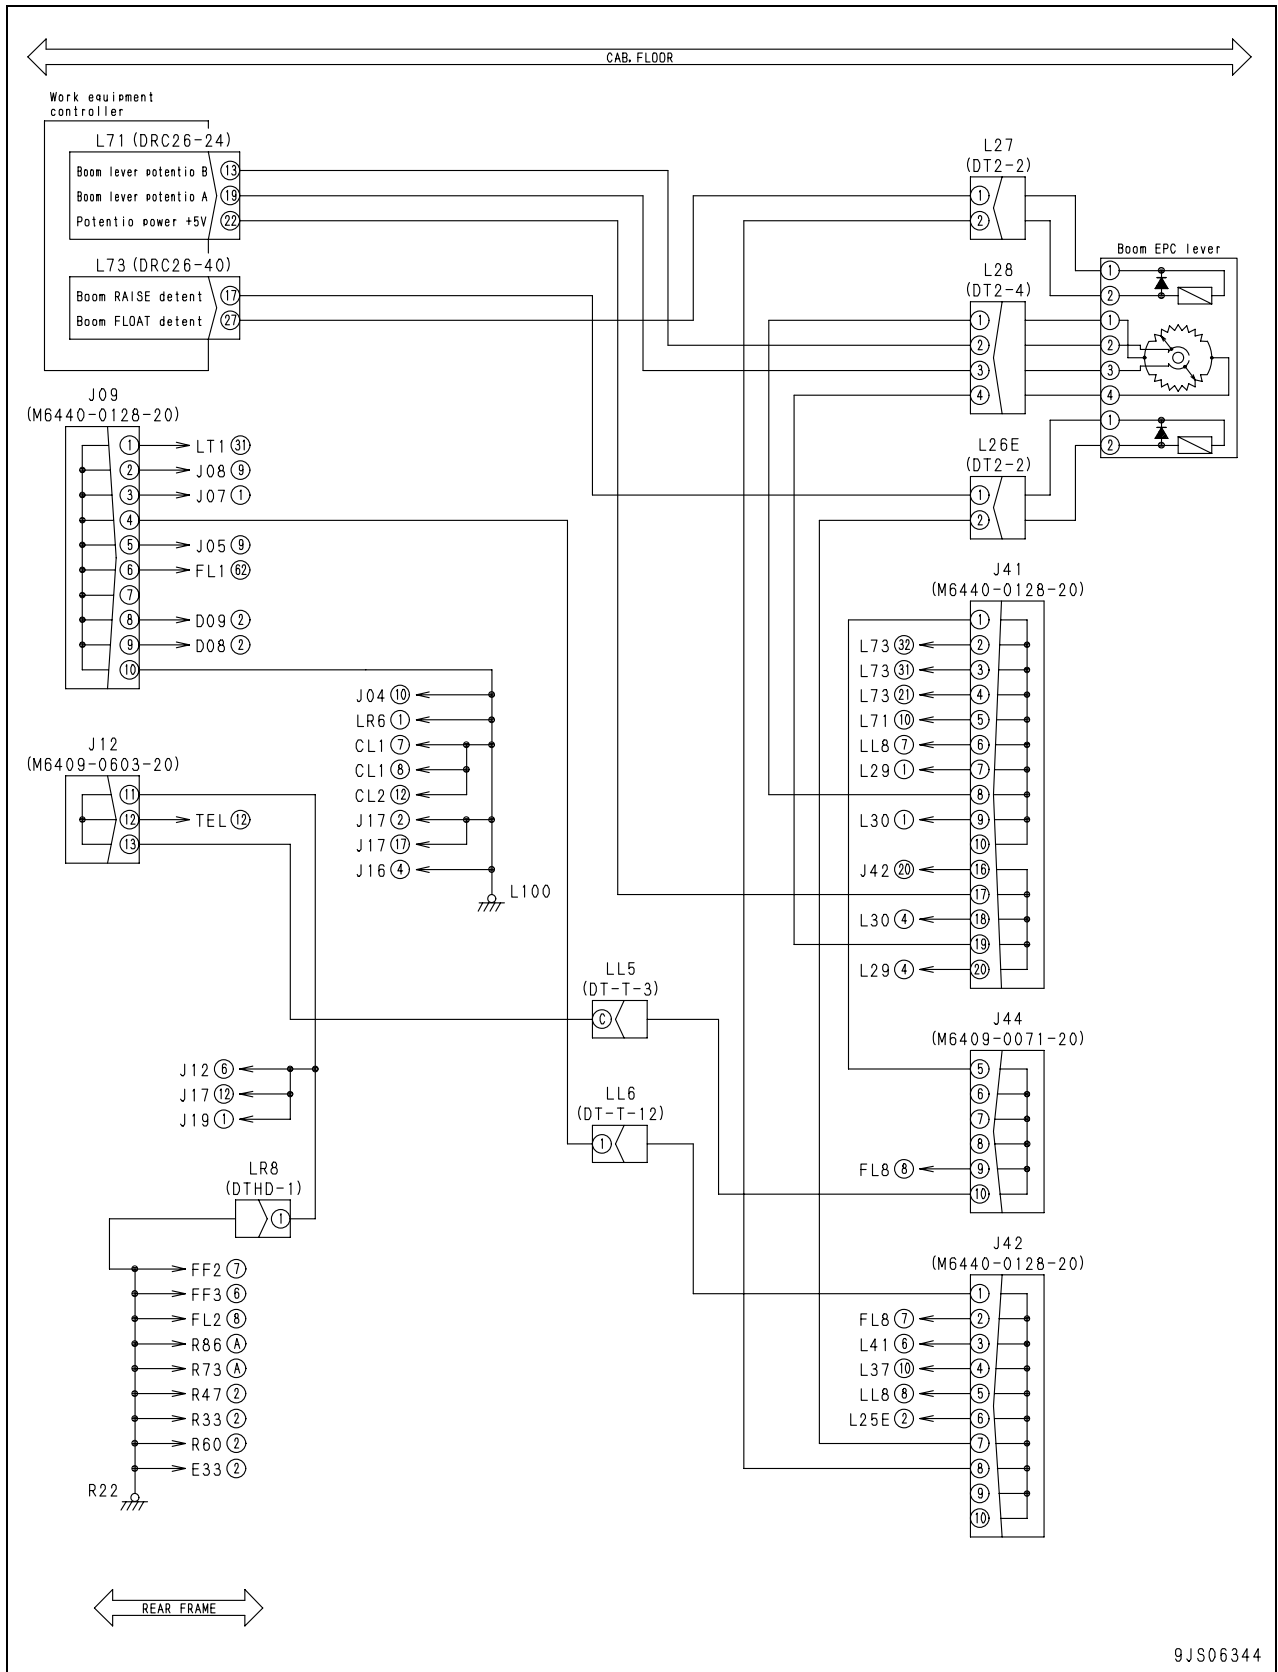 CAB. FLOOR
Work equipment
controller
L71 (DRC26-24)
Boom lever potentio B 13
Boom lever potentio A 19
Potentio power +5V 22
L73 (DRC26-40)
Boom RAISE detent 17
Boom FLOAT detent 27
L27
(DT2-2)
1
2
L28
(DT2-4)
1
2
3
4
L26E
(DT2-2)
1
2
Boom EPC lever
1
2
1
2
3
4
1
2
J09
(M6440-0128-20)
1 LT1 31
2 J08 9
3 J07 1
4
5 J05 9
6 FL1 62
7
8 D09 2
9 D08 2
10
J04 10
LR6 1
CL1 7
CL1 8
CL2 12
J17 2
J17 17
J16 4
L100
J12
(M6409-0603-20)
11
12 TEL 12
13
J12 6
J17 12
J19 1
LR8
(DTHD-1)
1
FF2 7
FF3 6
FL2 8
R86 A
R73 A
R47 2
R33 2
R60 2
E33 2
R22
LL5
(DT-T-3)
C
LL6
(DT-T-12)
1
J41
(M6440-0128-20)
1
L73 32 2
L73 31 3
L73 21 4
L71 10 5
LL8 7 6
L29 1 7
8
L30 1 9
10
J42 20 16
17
L30 4 18
19
L29 4 20
J44
(M6409-0071-20)
5
6
7
8
FL8 8 9
10
J42
(M6440-0128-20)
1
FL8 7 2
L41 6 3
L37 10 4
LL8 8 5
L25E 2 6
7
8
9
10
REAR FRAME
9JS06344